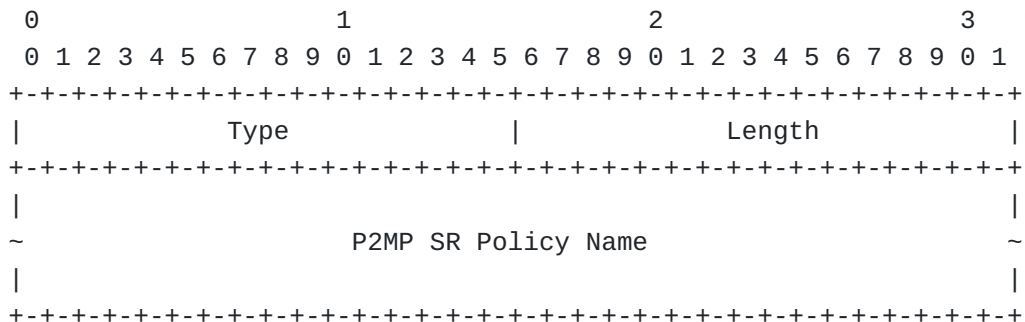 0                   1                   2                   3
 0 1 2 3 4 5 6 7 8 9 0 1 2 3 4 5 6 7 8 9 0 1 2 3 4 5 6 7 8 9 0 1
+-+-+-+-+-+-+-+-+-+-+-+-+-+-+-+-+-+-+-+-+-+-+-+-+-+-+-+-+-+-+-+-+
|             Type              |             Length            |
+-+-+-+-+-+-+-+-+-+-+-+-+-+-+-+-+-+-+-+-+-+-+-+-+-+-+-+-+-+-+-+-+
|                                                               |
~                     P2MP SR Policy Name                       ~
|                                                               |
+-+-+-+-+-+-+-+-+-+-+-+-+-+-+-+-+-+-+-+-+-+-+-+-+-+-+-+-+-+-+-+-+